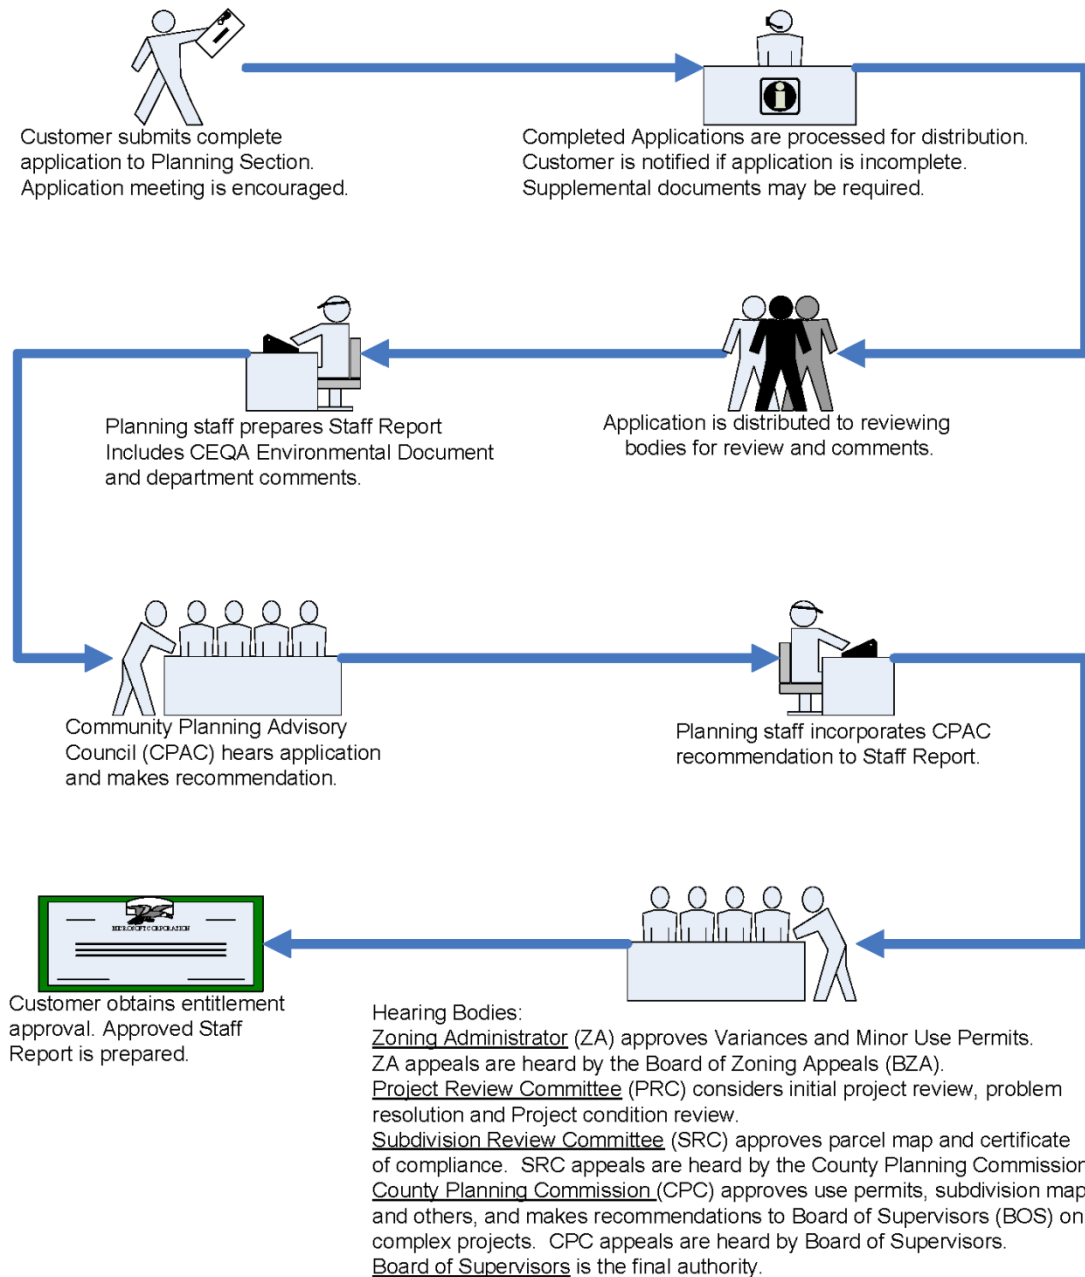 Customer submits complete
application to Planning Section.
Application meeting is encouraged.
Completed Applications are processed for distribution.
Customer is notified if application is incomplete.
Supplemental documents may be required.
Planning staff prepares Staff Report
Includes CEQA Environmental Document
and department comments.
Application is distributed to reviewing
bodies for review and comments.
Community Planning Advisory
Council (CPAC) hears application
and makes recommendation.
Planning staff incorporates CPAC
recommendation to Staff Report.
MICROSOFT CORPORATION
Customer obtains entitlement
approval. Approved Staff
Report is prepared.
Hearing Bodies:
Zoning Administrator (ZA) approves Variances and Minor Use Permits.
ZA appeals are heard by the Board of Zoning Appeals (BZA).
Project Review Committee (PRC) considers initial project review, problem
resolution and Project condition review.
Subdivision Review Committee (SRC) approves parcel map and certificate
of compliance. SRC appeals are heard by the County Planning Commission
County Planning Commission (CPC) approves use permits, subdivision map
and others, and makes recommendations to Board of Supervisors (BOS) on
complex projects. CPC appeals are heard by Board of Supervisors.
Board of Supervisors is the final authority.